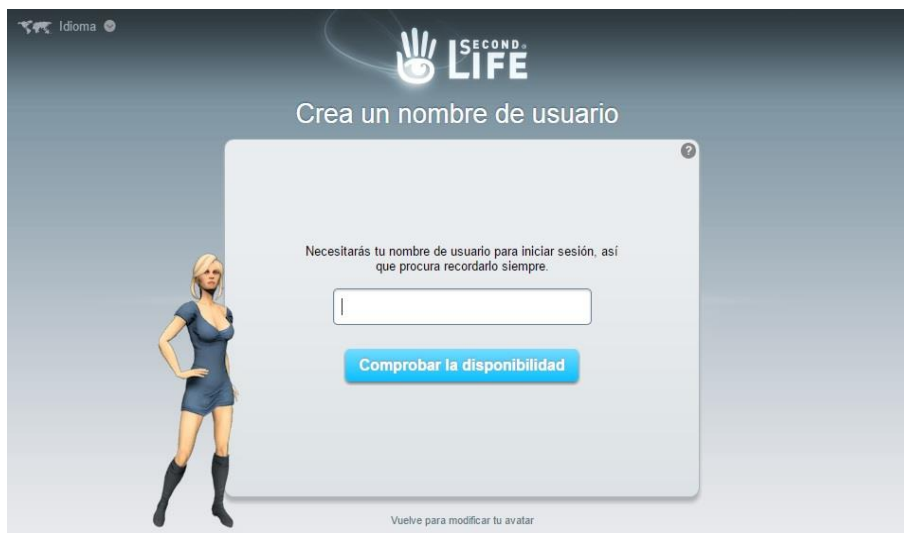 Idioma
SECOND
LIFE
Crea un nombre de usuario
?
Necesitarás tu nombre de usuario para iniciar sesión, así
que procura recordarlo siempre.
Comprobar la disponibilidad
Vuelve para modificar tu avatar